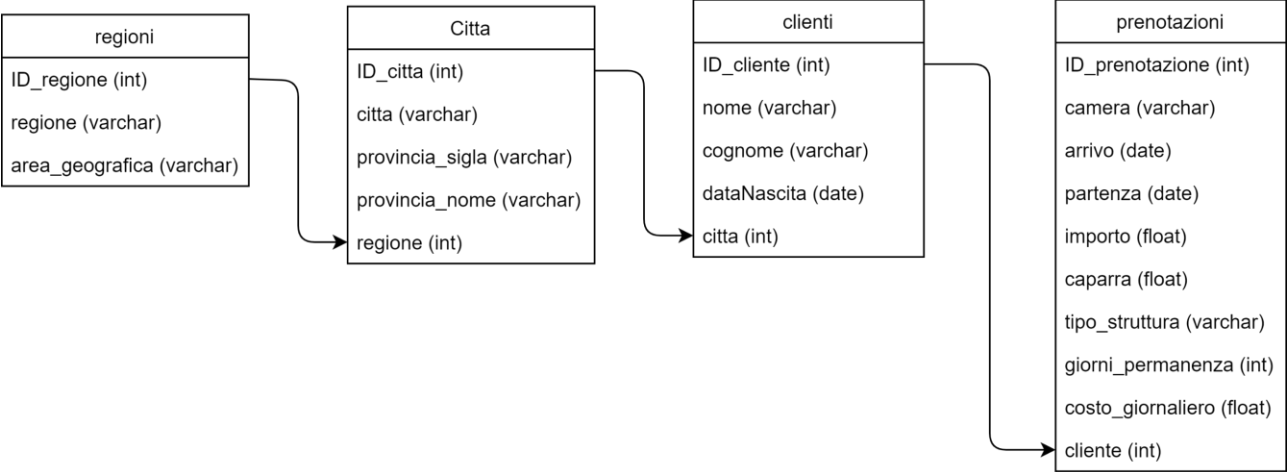 regioni
ID_regione (int)
regione (varchar)
area_geografica (varchar)
Citta
ID_citta (int)
citta (varchar)
provincia_sigla (varchar)
provincia_nome (varchar)
regione (int)
clienti
ID_cliente (int)
nome (varchar)
cognome (varchar)
dataNascita (date)
citta (int)
prenotazioni
ID_prenotazione (int)
camera (varchar)
arrivo (date)
partenza (date)
importo (float)
caparra (float)
tipo_struttura (varchar)
giorni_permanenza (int)
costo_giornaliero (float)
cliente (int)